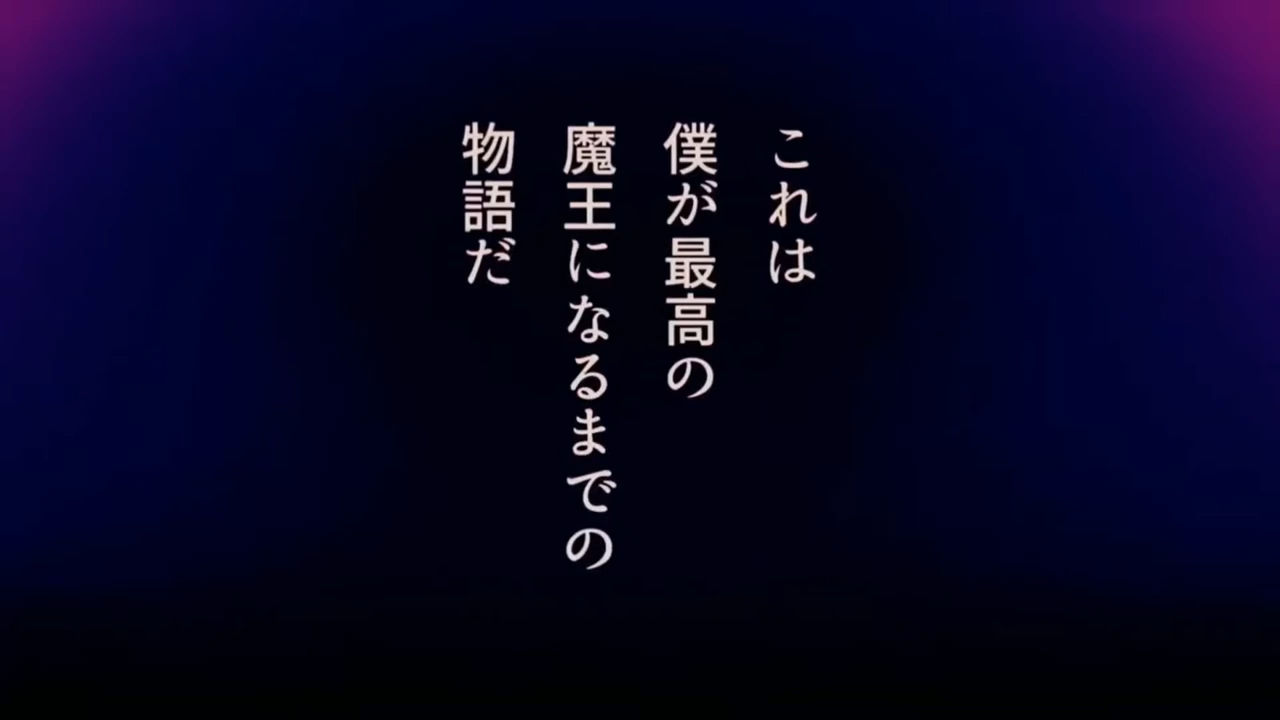 これは
僕が最高の
魔王になるまでの
物語だ